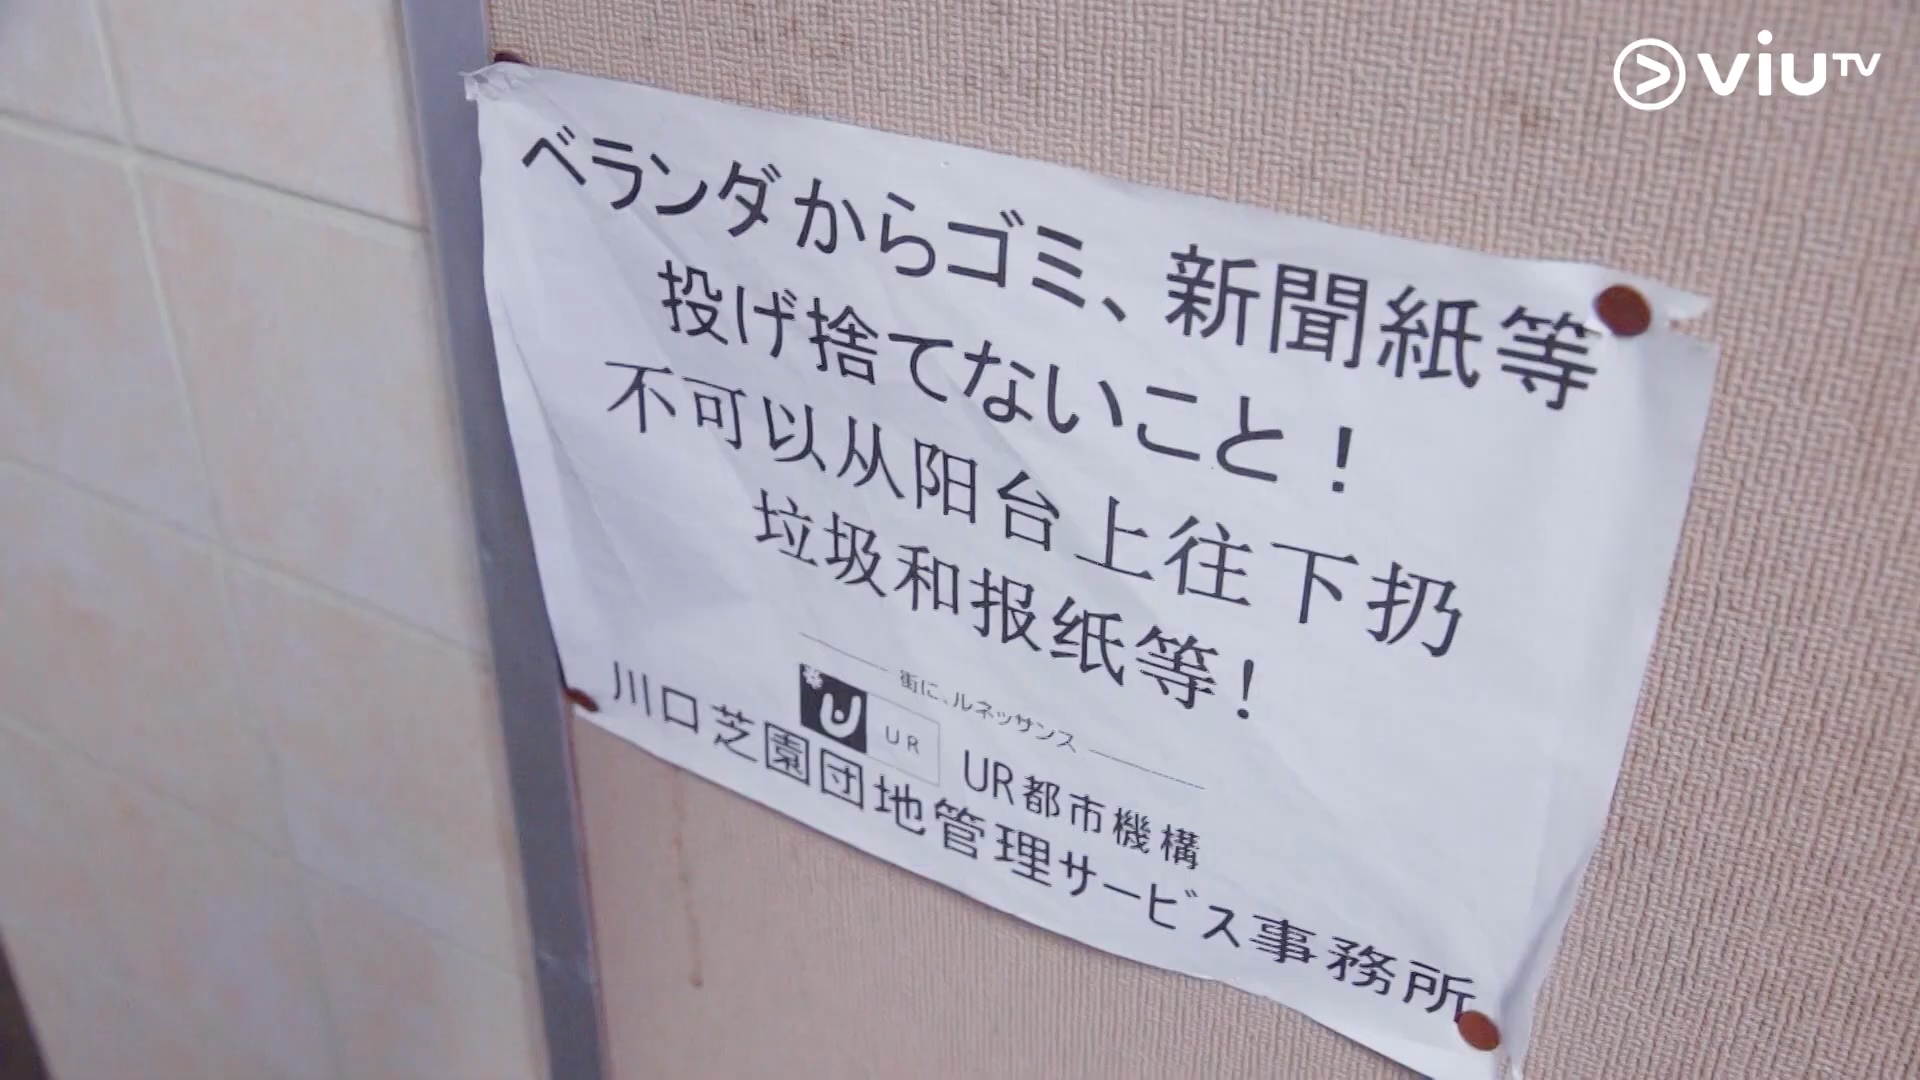 viuTV
ベランダからゴミ、新聞紙等
投げ捨てないこと！
不可以从阳台上往下扔
垃圾和报纸等！
街に、ルネッサンス
UR
UR都市機構
川口芝園団地管理サービス事務所